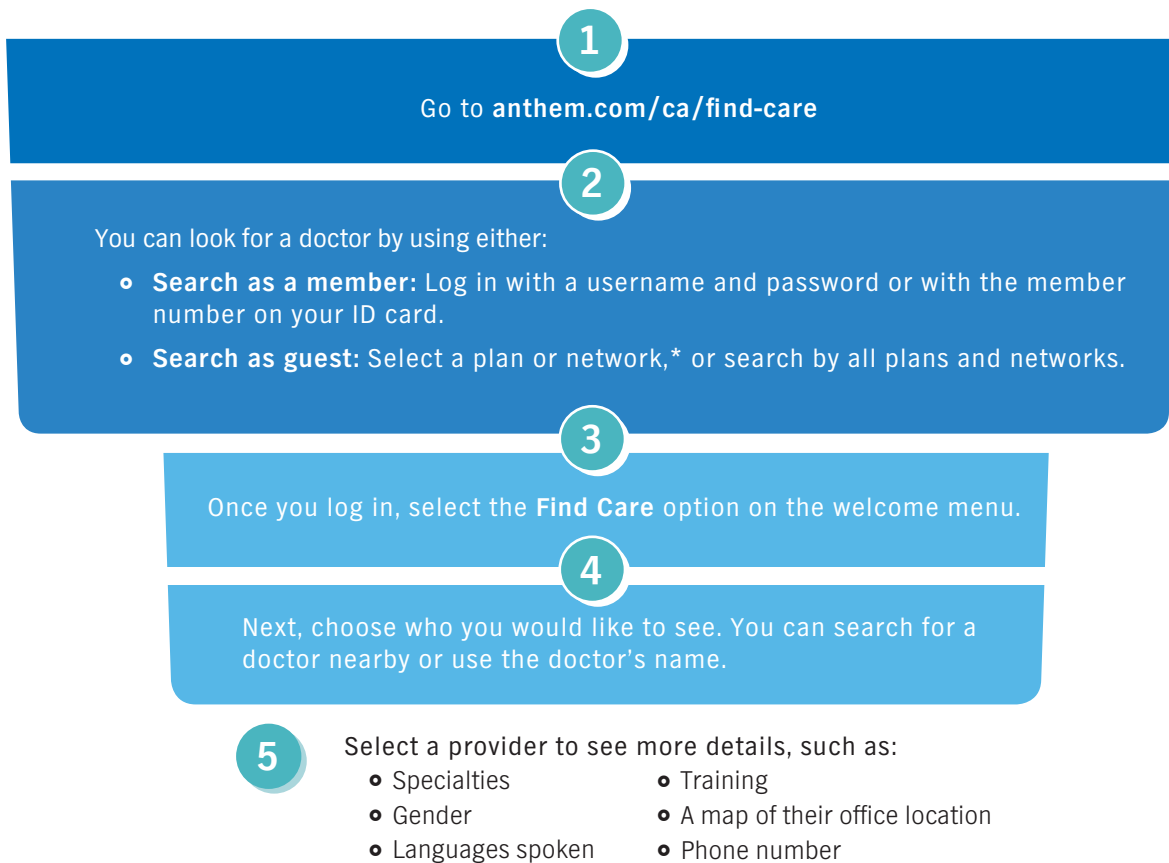 1
Go to anthem.com/ca/find-care
2
You can look for a doctor by using either:
Search as a member: Log in with a username and password or with the member
number on your ID card.
Search as guest: Select a plan or network,* or search by all plans and networks.
3
Once you log in, select the Find Care option on the welcome menu.
4
Next, choose who you would like to see. You can search for a
doctor nearby or use the doctor’s name.
5
Select a provider to see more details, such as:
Specialties
Gender
Languages spoken
Training
A map of their office location
Phone number